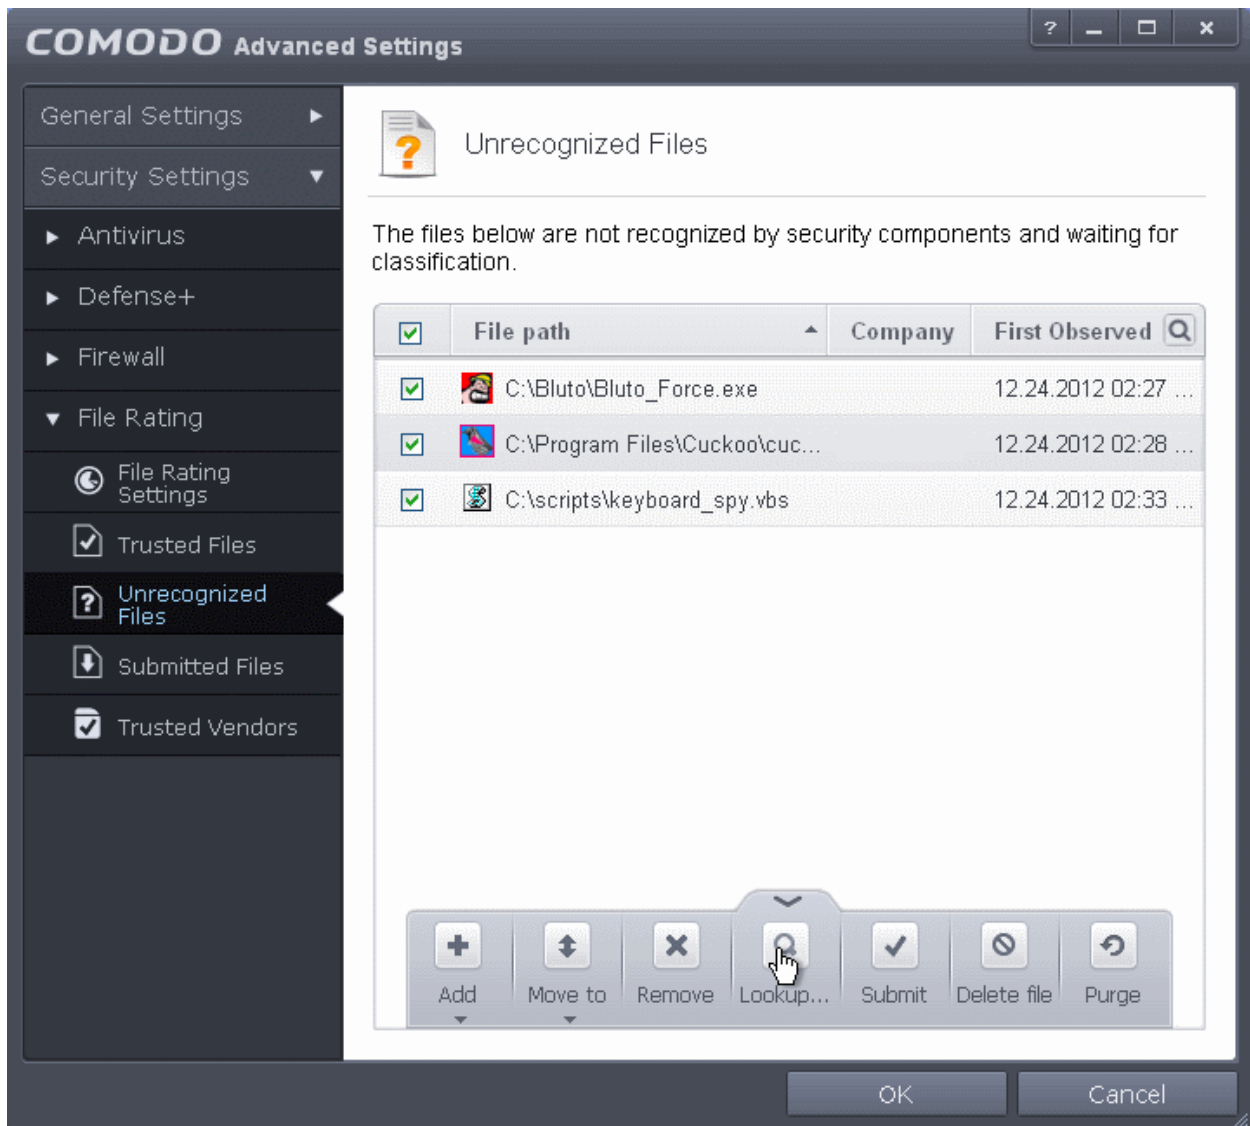 COMODO Advanced Settings
?
General Settings
Security Settings
Antivirus
Defense+
Firewall
File Rating
File Rating
Settings
Trusted Files
Unrecognized
Files
Submitted Files
Trusted Vendors
Unrecognized Files
The files below are not recognized by security components and waiting for
classification.
File path Company First Observed
C:\Bluto\Bluto_Force.exe 12.24.2012 02:27 ...
C:\Program Files\Cuckoo\cuc... 12.24.2012 02:28 ...
C:\scripts\keyboard_spy.vbs 12.24.2012 02:33 ...
Add Move to Remove Lookup... Submit Delete file Purge
OK Cancel